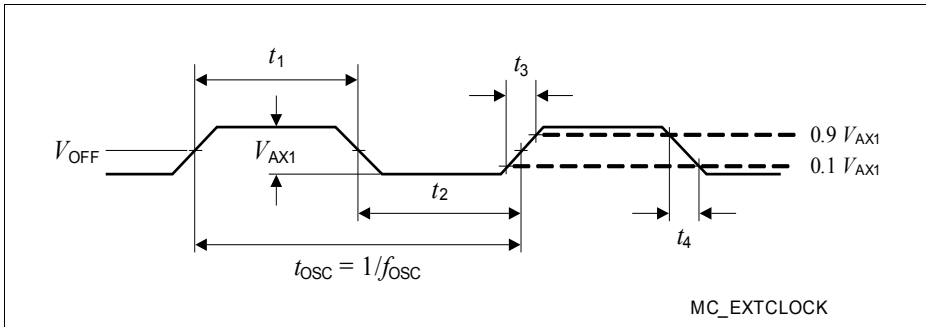 t1
t3
VOFF
VAX1
0.9 VAX1
0.1 VAX1
t2
t4
tOSC = 1/fOSC
MC_EXTCLOCK